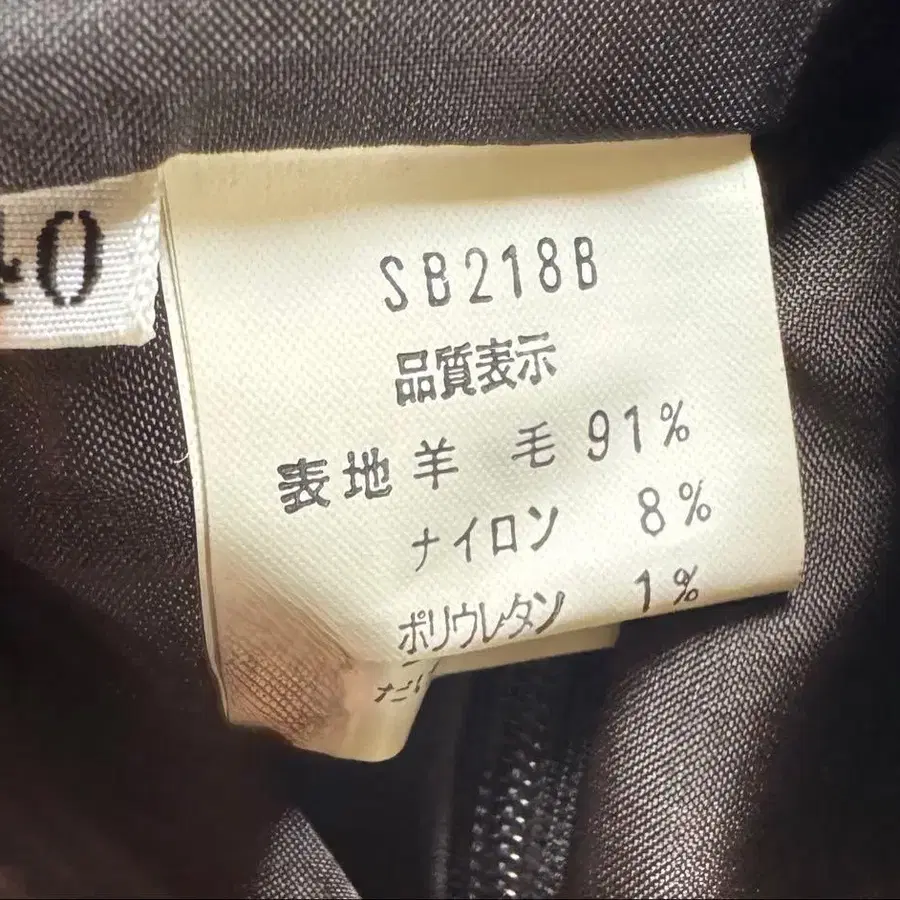 40
SB218B
品質表示
表地 羊 毛 91%
ナイロン 8%
ポリウレタン 1%